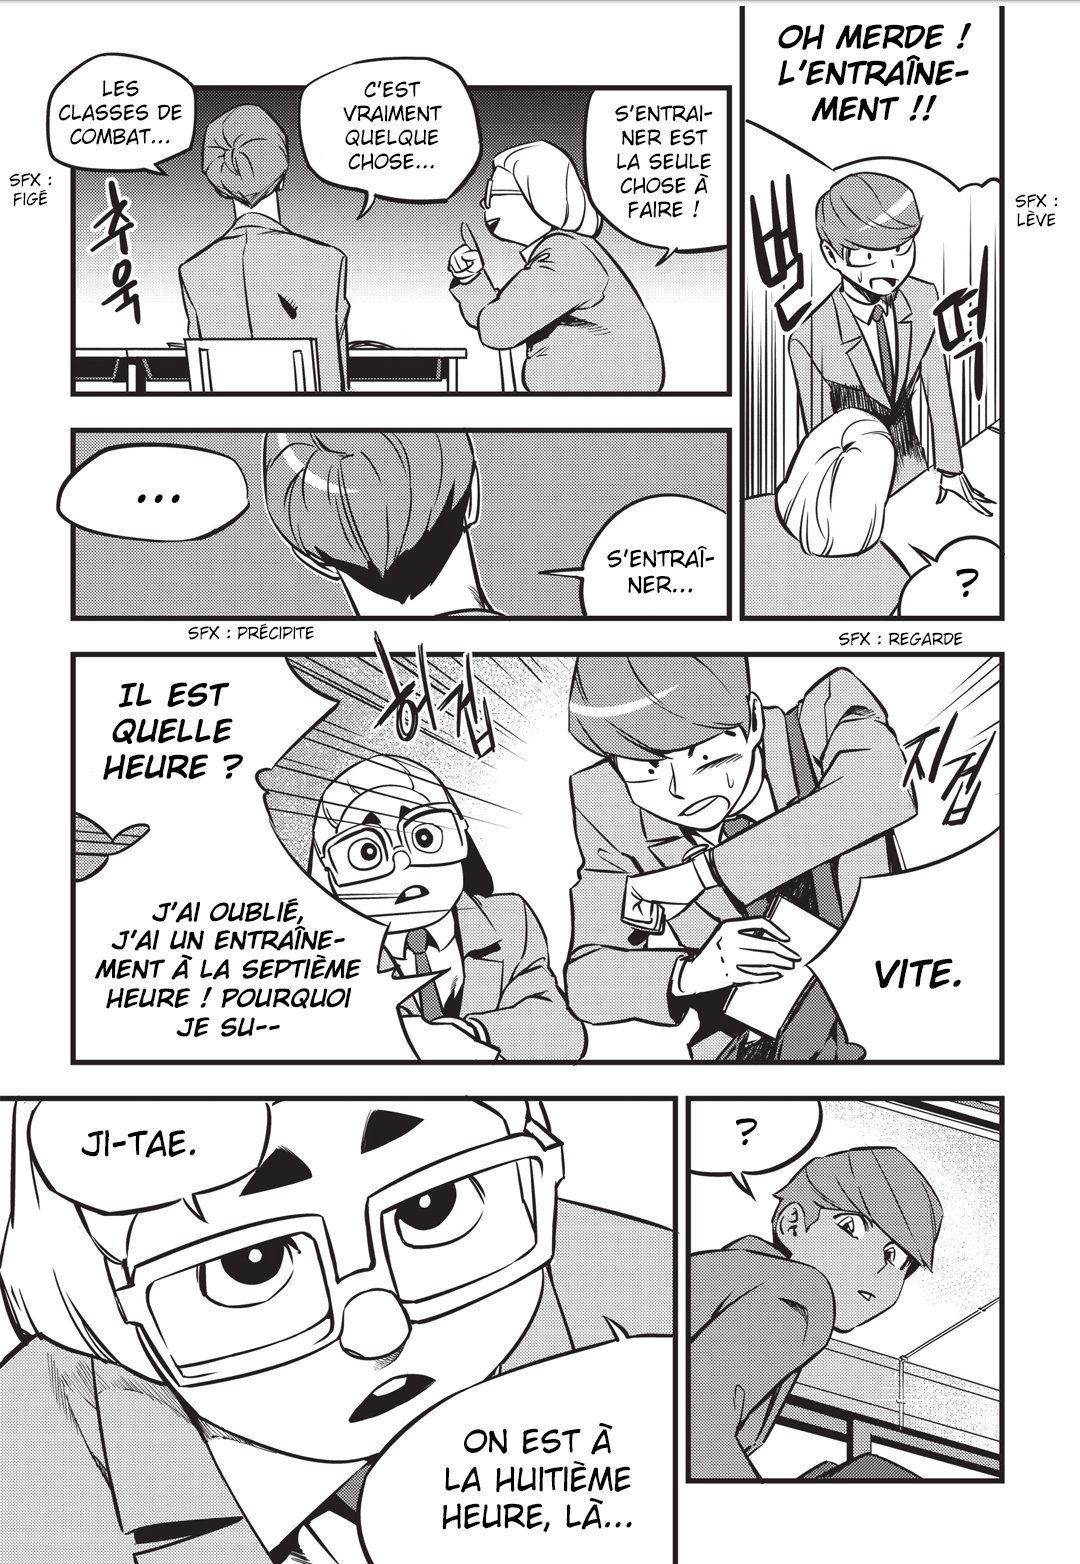 LES
CLASSES DE
COMBAT...
C'EST
VRAIMENT
QUELQUE
CHOSE...
S'ENTRAI-
NER EST
LA SEULE
CHOSE À
FAIRE !
SFX :
FIGÉ
추욱
...
S'ENTRAÎ-
NER...
OH MERDE !
L'ENTRAÎNE-
MENT !!
SFX :
LÈVE
벌
떡
?
SFX : PRÉCIPITE
SFX : REGARDE
IL EST
QUELLE
HEURE ?
허겁
지겁
J'AI OUBLIÉ,
J'AI UN ENTRAÎNE-
MENT À LA SEPTIÈME
HEURE ! POURQUOI
JE SU--
VITE.
JI-TAE.
?
ON EST À
LA HUITIÈME
HEURE, LÀ...